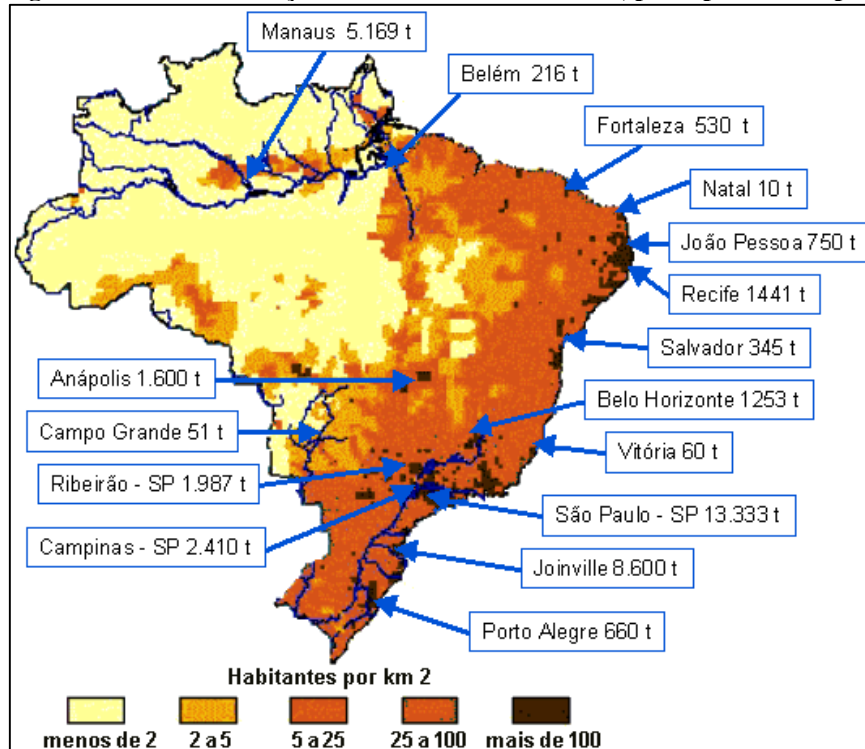 Manaus 5.169 t
Belém 216 t
Fortaleza 530 t
Natal 10 t
João Pessoa 750 t
Recife 1441 t
Salvador 345 t
Anápolis 1.600 t
Belo Horizonte 1253 t
Campo Grande 51 t
Vitória 60 t
Ribeirão - SP 1.987 t
São Paulo - SP 13.333 t
Campinas - SP 2.410 t
Joinville 8.600 t
Porto Alegre 660 t
Habitantes por km 2
menos de 2 2 a 5 5 a 25 25 a 100 mais de 100